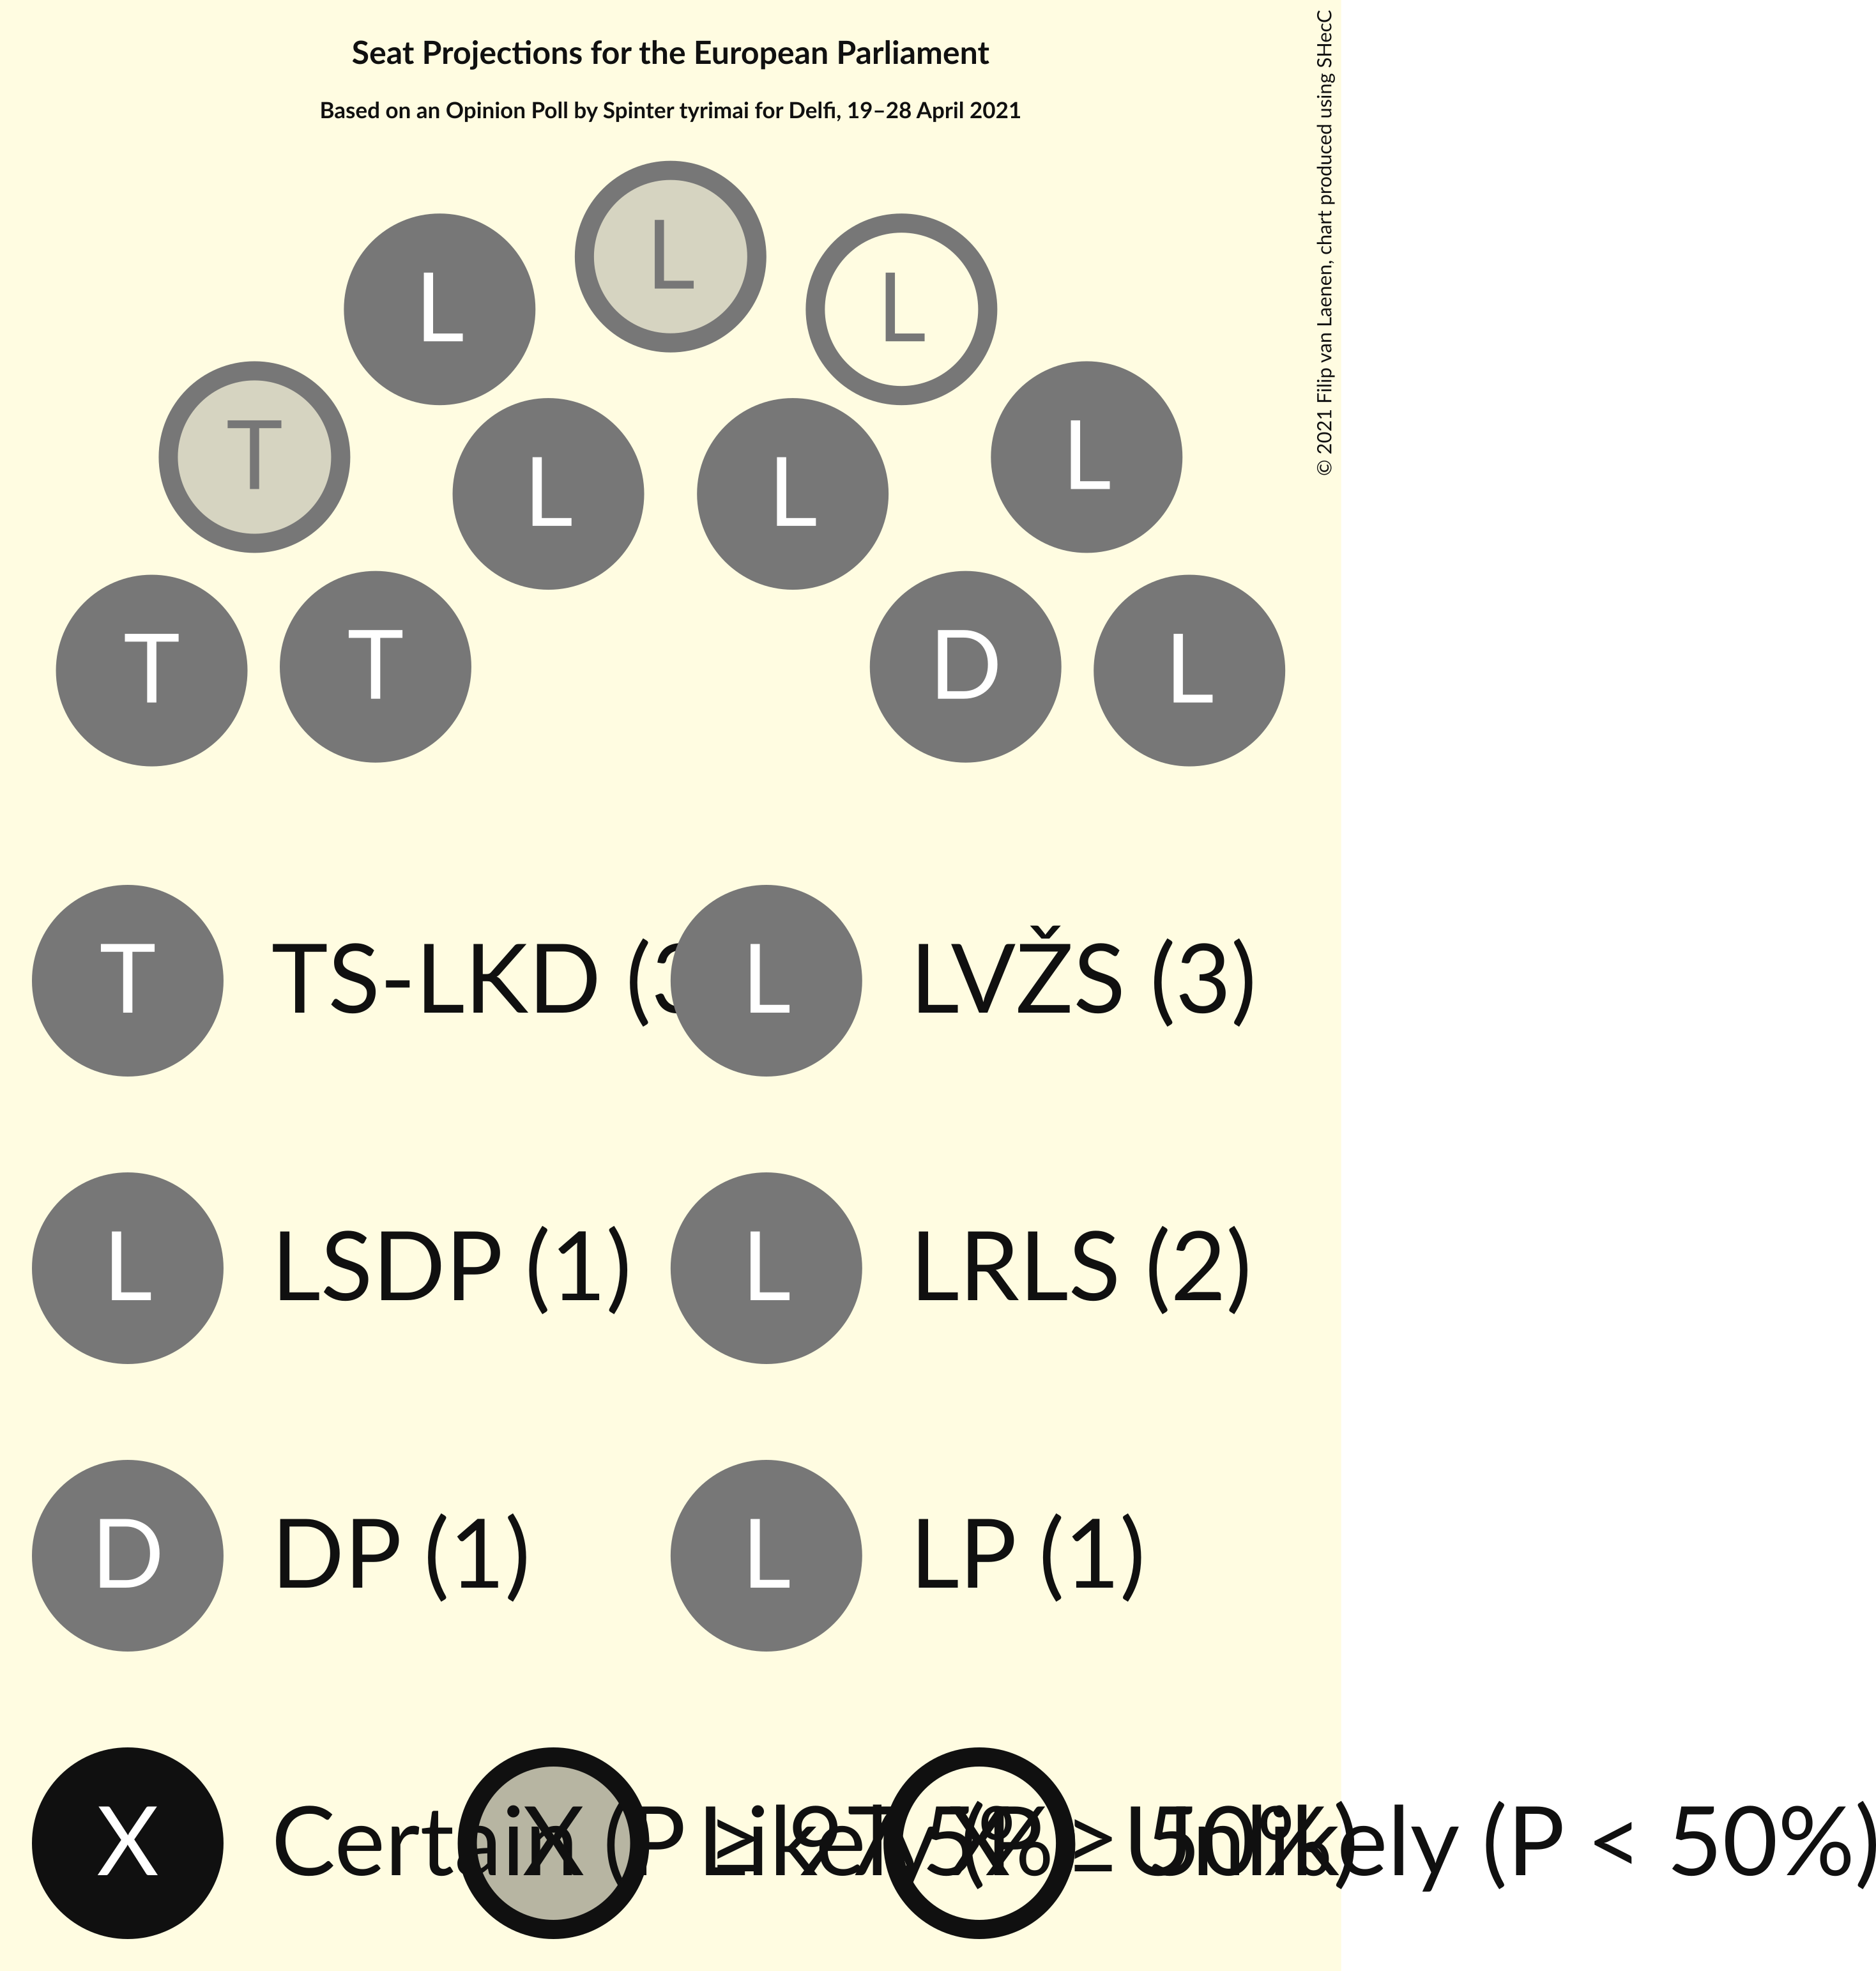 Seat Projections for the European Parliament
Based on an Opinion Poll by Spinter tyrimai for Delfi, 19–28 April 2021
© 2021 Filip van Laenen, chart produced using SHecC
L
L
L
T
L
L
L
T
T
D
L
T TS-LKD (3
L LVŽS (3)
L LSDP (1)
L LRLS (2)
D DP (1)
L LP (1)
X Certain (P ≥
X Likely (P ≥ 50%)
X Unlikely (P < 50%)